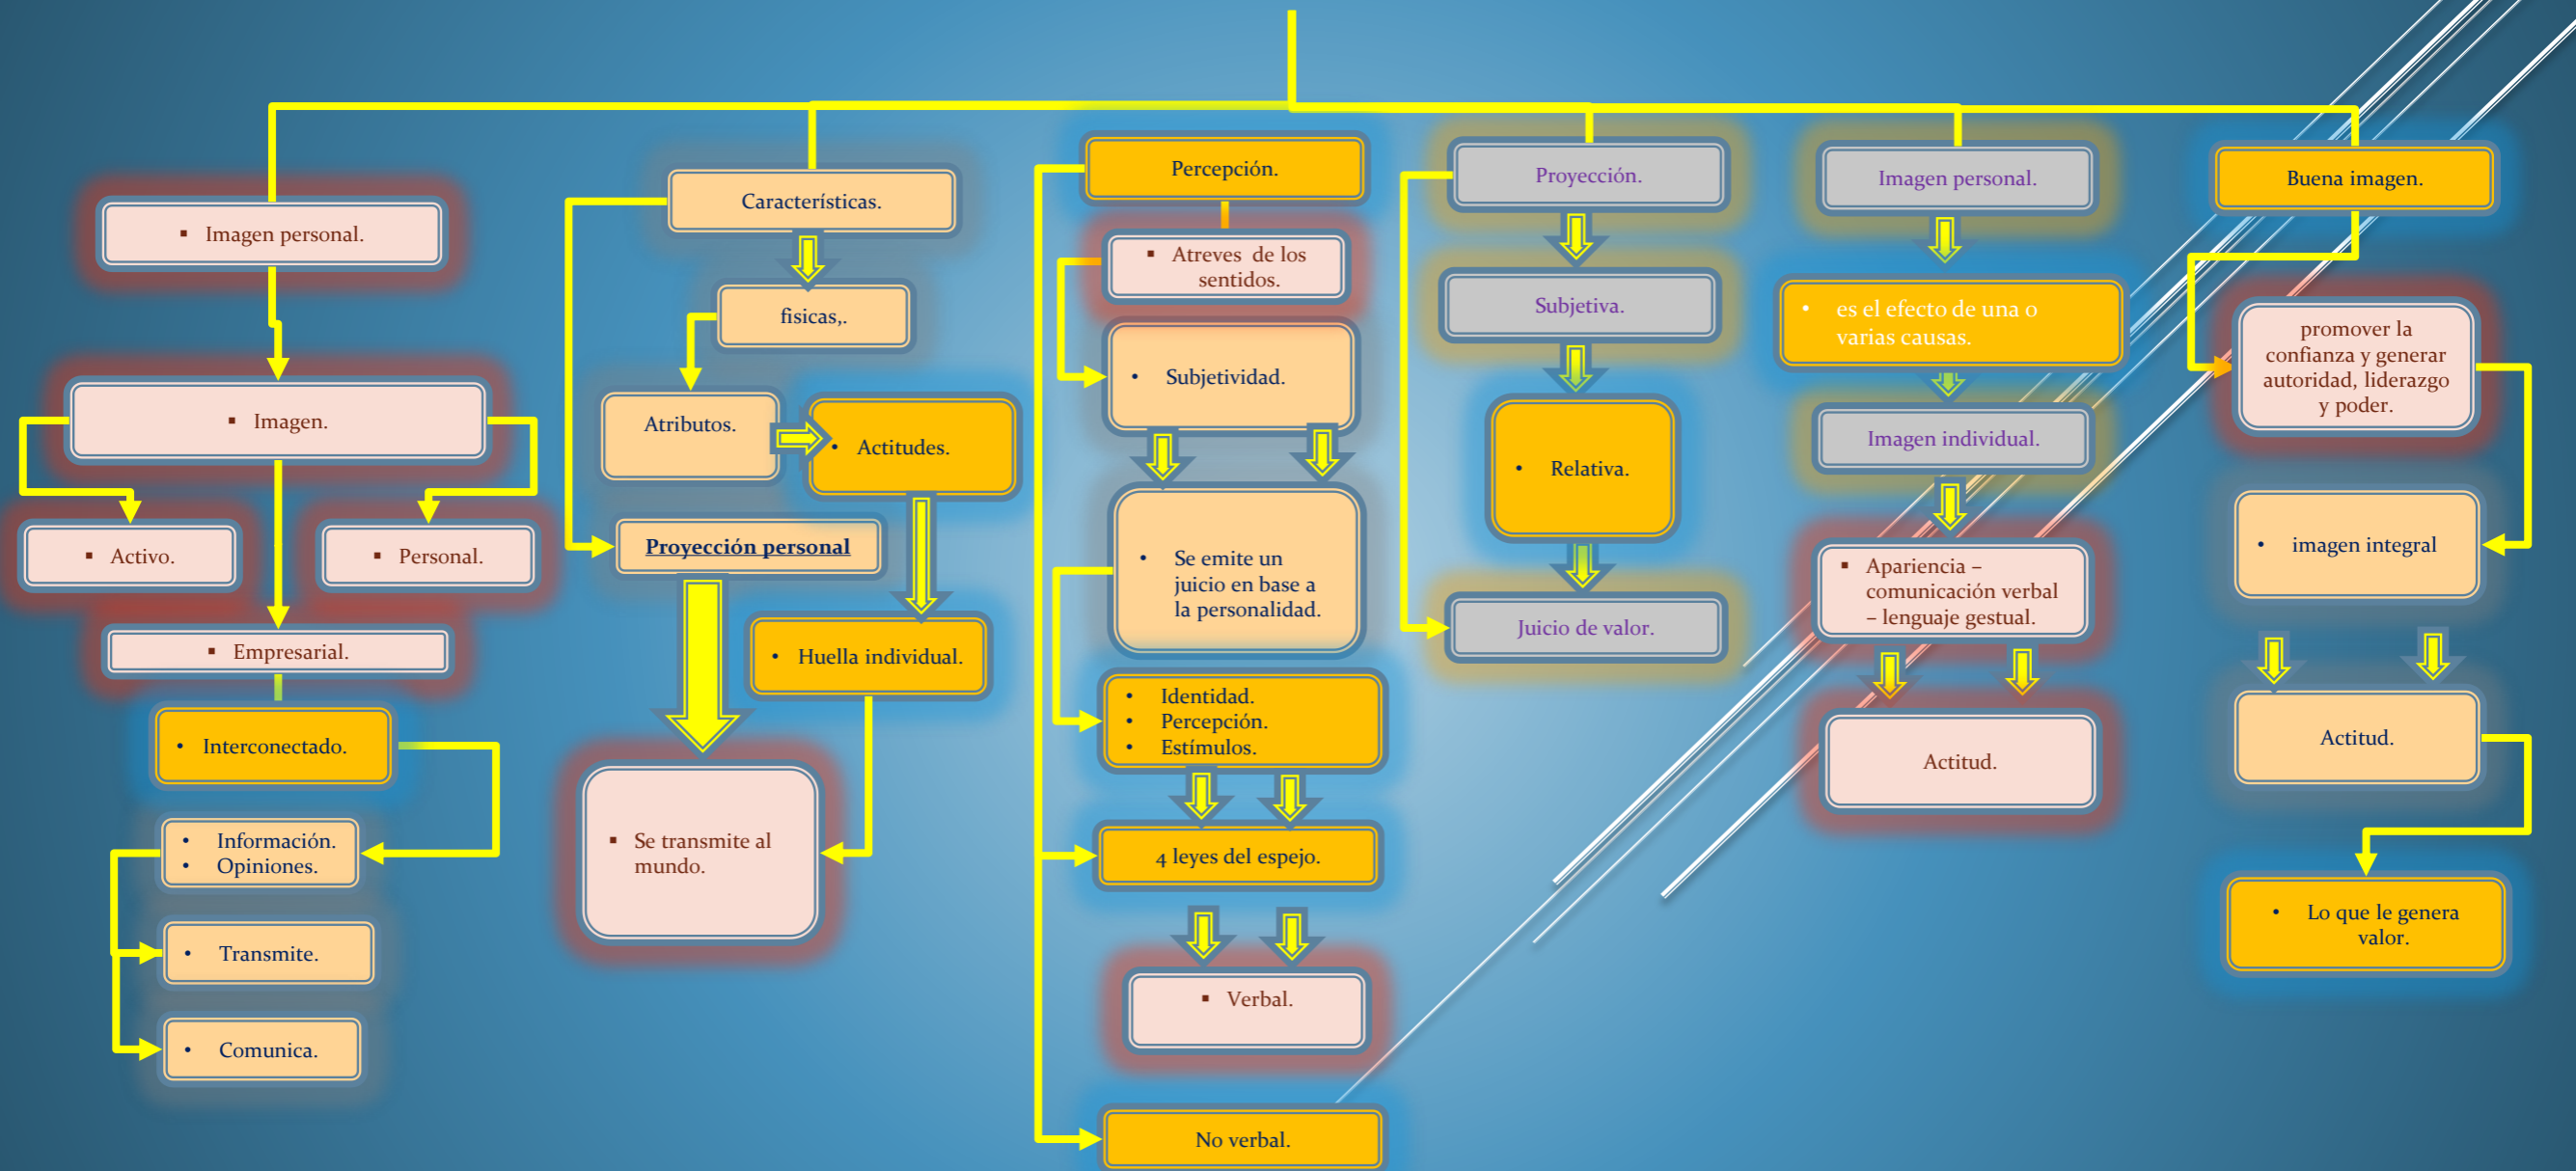 Imagen personal.
Imagen.
Activo.
Personal.
Empresarial.
Interconectado.
Información.
Opiniones.
Transmite.
Comunica.
Características.
fisicas,.
Atributos.
Actitudes.
Proyección personal
Huella individual.
Se transmite al
mundo.
Percepción.
Atreves de los
sentidos.
Subjetividad.
Se emite un
juicio en base a
la personalidad.
Identidad.
Percepción.
Estímulos.
4 leyes del espejo.
Verbal.
No verbal.
Proyección.
Subjetiva.
Relativa.
Juicio de valor.
Imagen personal.
es el efecto de una o
varias causas.
Imagen individual.
Apariencia –
comunicación verbal
– lenguaje gestual.
Actitud.
Buena imagen.
promover la
confianza y generar
autoridad, liderazgo
y poder.
imagen integral
Actitud.
Lo que le genera
valor.